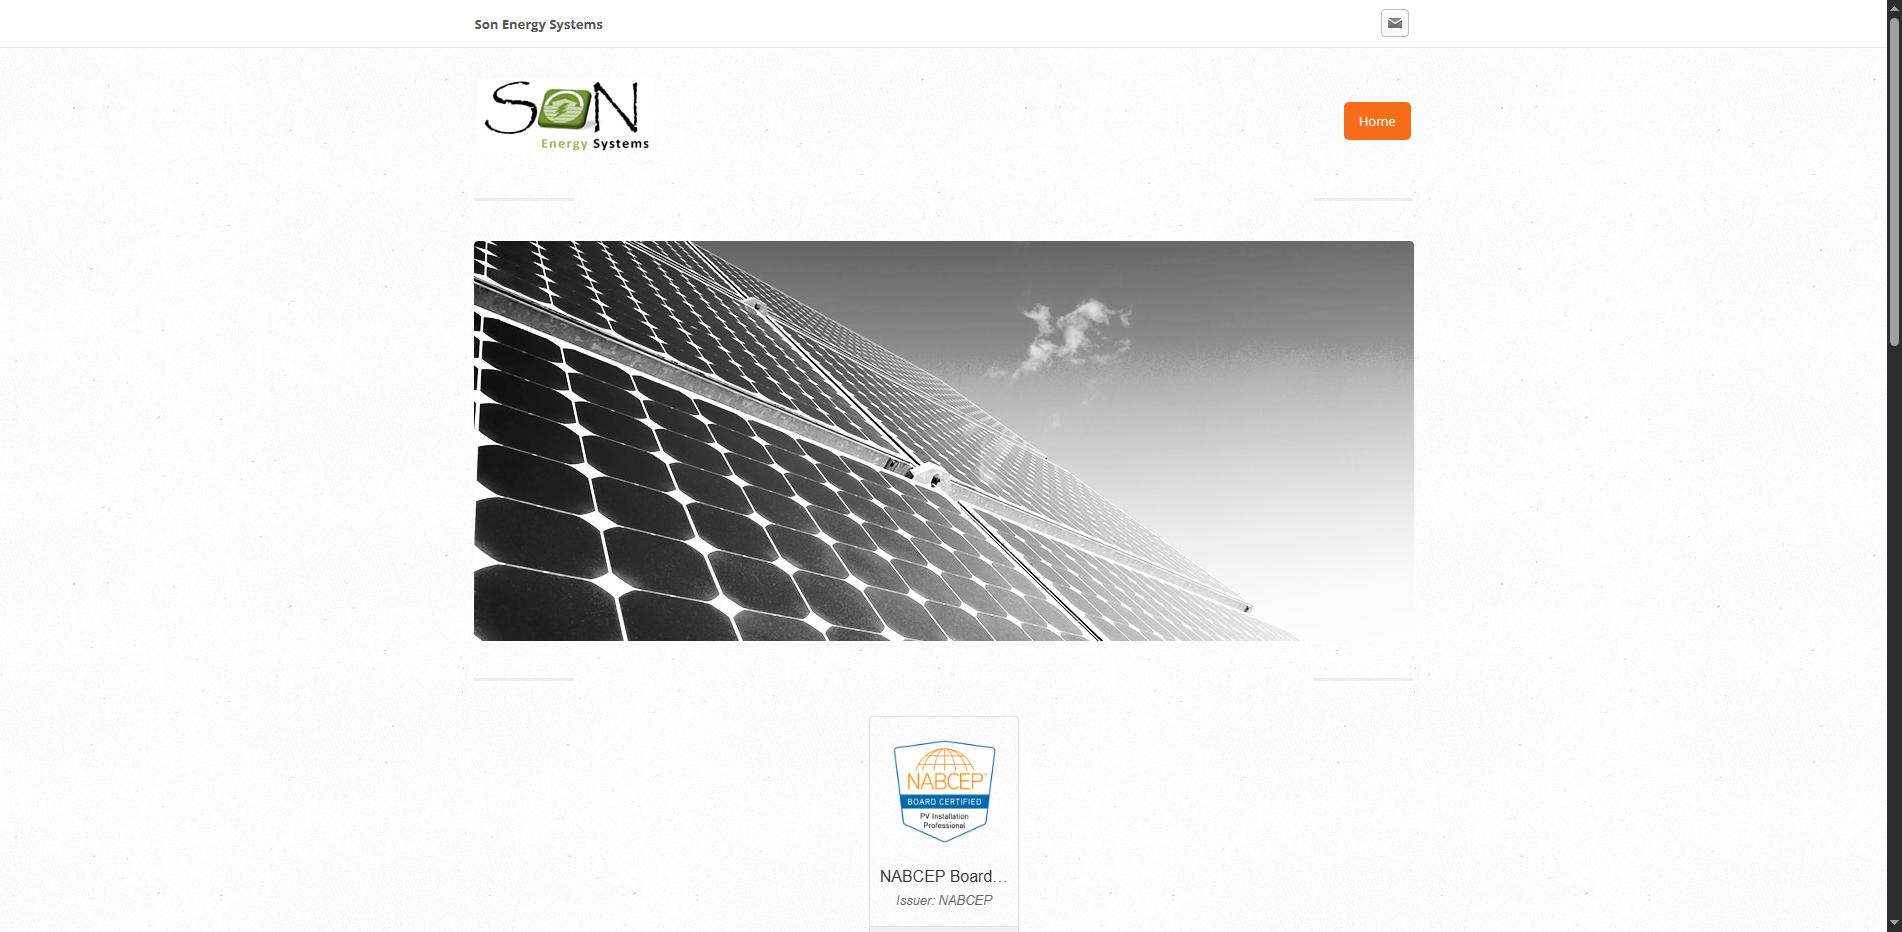 Son Energy Systems
SON
Energy Systems
Home
NABCEP
BOARD CERTIFIED
PV Installation
Professional
NABCEP Board...
Issuer: NABCEP